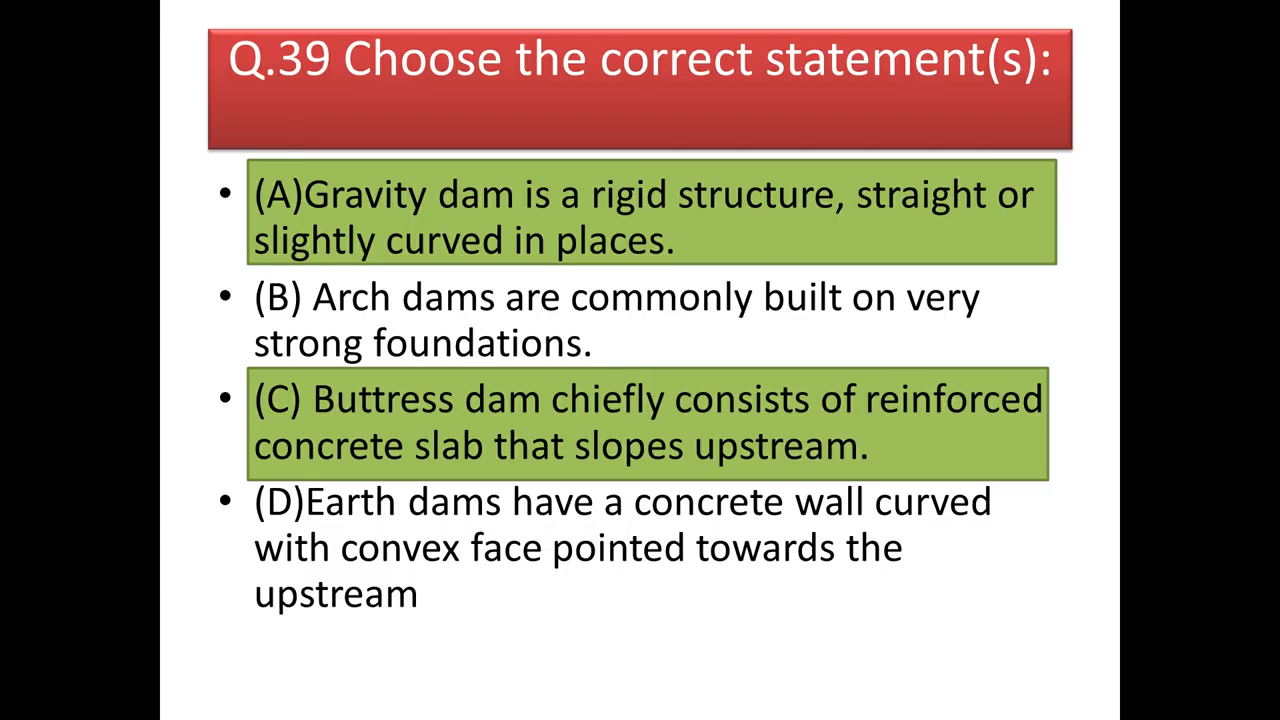 Q.39 Choose the correct statement(s):
• (A)Gravity dam is a rigid structure, straight or
slightly curved in places.
• (B) Arch dams are commonly built on very
strong foundations.
• (C) Buttress dam chiefly consists of reinforced
concrete slab that slopes upstream.
• (D)Earth dams have a concrete wall curved
with convex face pointed towards the
upstream